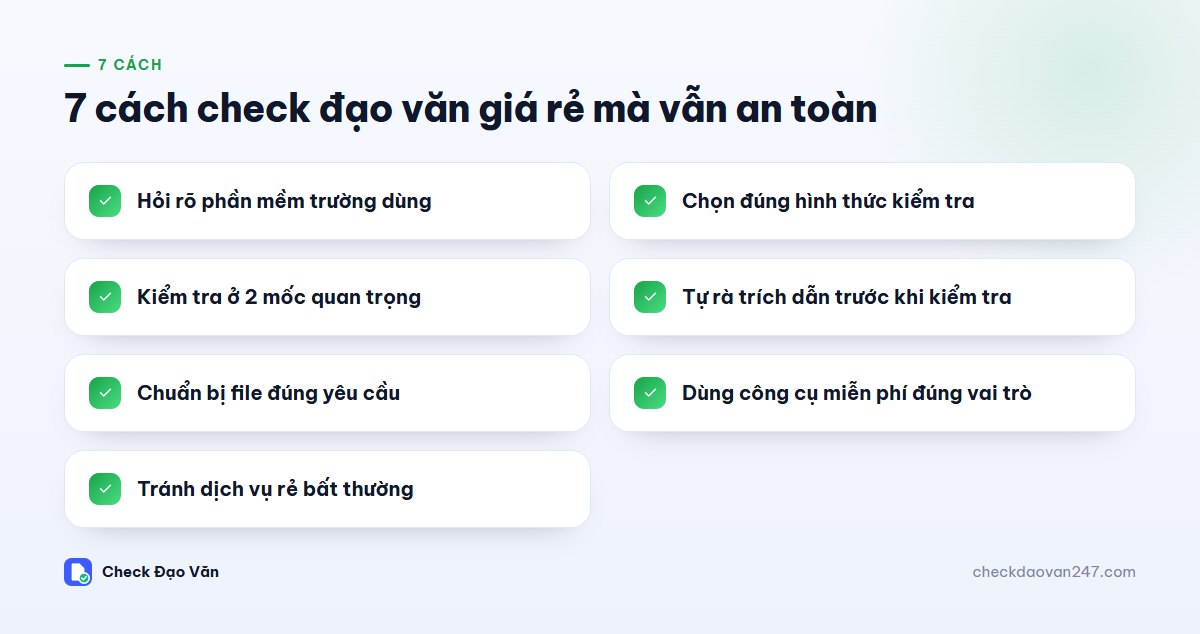 7 CÁCH
7 cách check đạo văn giá rẻ mà vẫn an toàn
Hỏi rõ phần mềm trường dùng
Chọn đúng hình thức kiểm tra
Kiểm tra ở 2 mốc quan trọng
Tự rà trích dẫn trước khi kiểm tra
Chuẩn bị file đúng yêu cầu
Dùng công cụ miễn phí đúng vai trò
Tránh dịch vụ rẻ bất thường
Check Đạo Văn
checkdaovan247.com